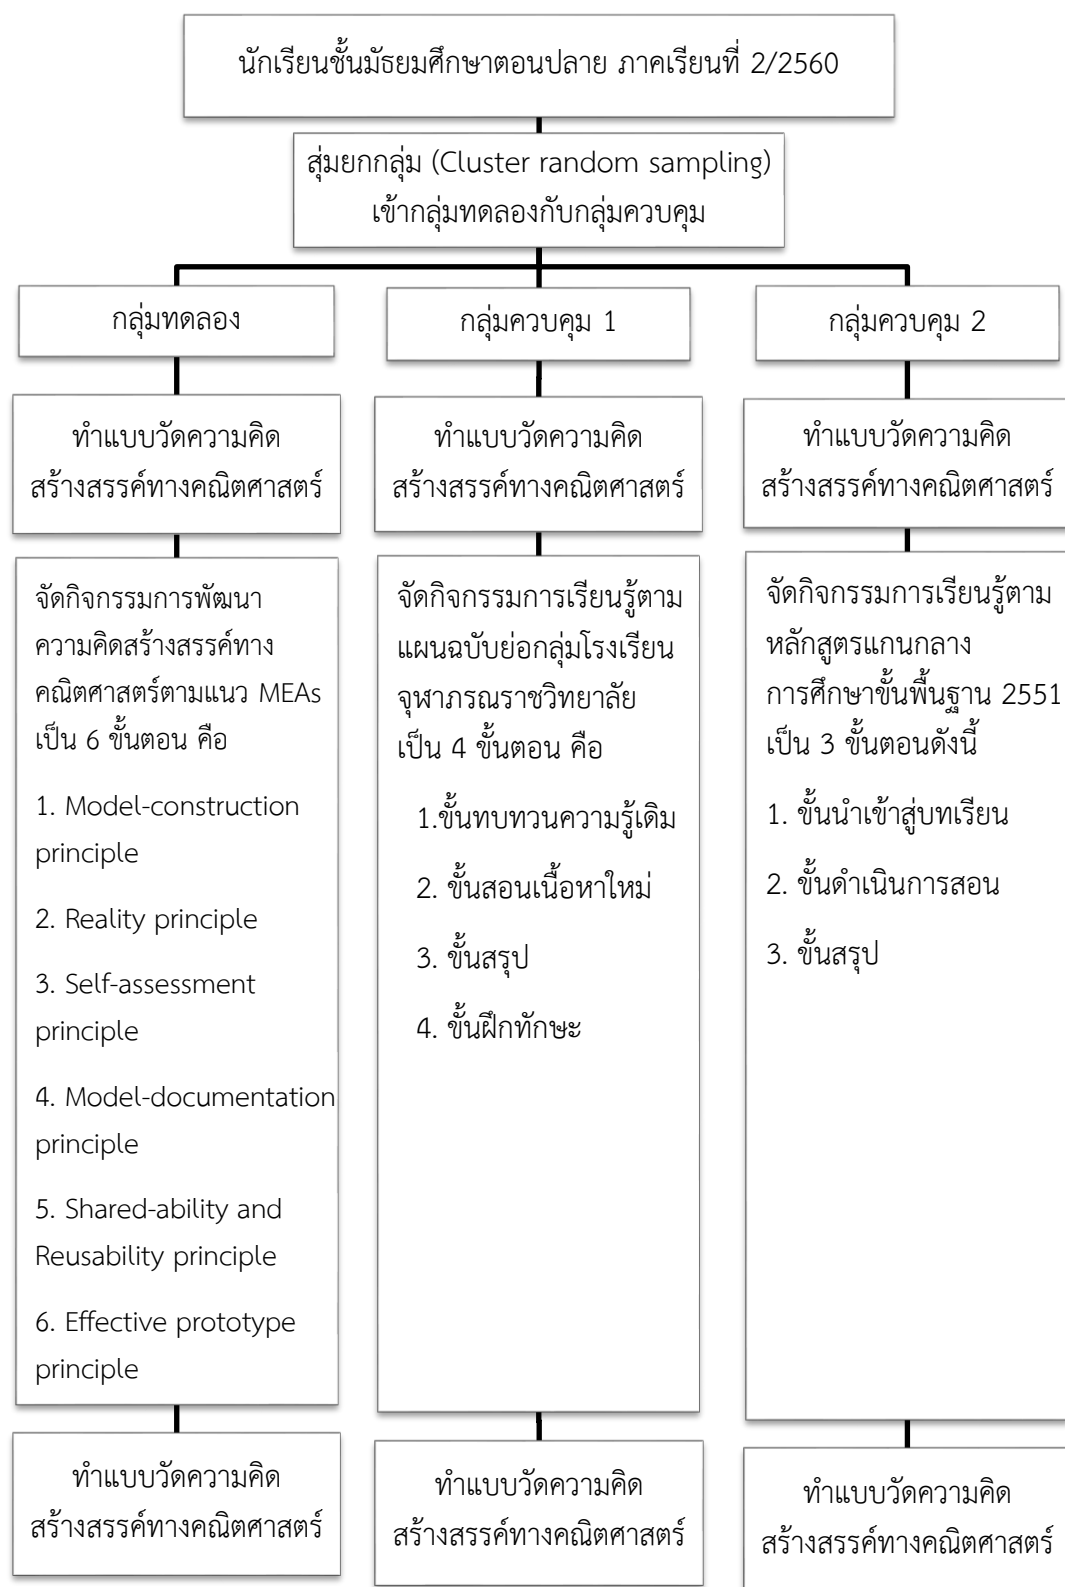 นักเรียนชั้นมัธยมศึกษาตอนปลาย ภาคเรียนที่ 2/2560
สุ่มยกกลุ่ม (Cluster random sampling)
เข้ากลุ่มทดลองกับกลุ่มควบคุม
กลุ่มทดลอง
กลุ่มควบคุม 1
กลุ่มควบคุม 2
ทำแบบวัดความคิด
สร้างสรรค์ทางคณิตศาสตร์
ทำแบบวัดความคิด
สร้างสรรค์ทางคณิตศาสตร์
ทำแบบวัดความคิด
สร้างสรรค์ทางคณิตศาสตร์
จัดกิจกรรมการพัฒนา
ความคิดสร้างสรรค์ทาง
คณิตศาสตร์ตามแนว MEAs
เป็น 6 ขั้นตอน คือ
1. Model-construction
principle
2. Reality principle
3. Self-assessment
principle
4. Model-documentation
principle
5. Shared-ability and
Reusability principle
6. Effective prototype
principle
จัดกิจกรรมการเรียนรู้ตาม
แผนฉบับย่อกลุ่มโรงเรียน
จุฬาภรณราชวิทยาลัย
เป็น 4 ขั้นตอน คือ
1.ขั้นทบทวนความรู้เดิม
2. ขั้นสอนเนื้อหาใหม่
3. ขั้นสรุป
4. ขั้นฝึกทักษะ
จัดกิจกรรมการเรียนรู้ตาม
หลักสูตรแกนกลาง
การศึกษาขั้นพื้นฐาน 2551
เป็น 3 ขั้นตอนดังนี้
1. ขั้นนำเข้าสู่บทเรียน
2. ขั้นดำเนินการสอน
3. ขั้นสรุป
ทำแบบวัดความคิด
สร้างสรรค์ทางคณิตศาสตร์
ทำแบบวัดความคิด
สร้างสรรค์ทางคณิตศาสตร์
ทำแบบวัดความคิด
สร้างสรรค์ทางคณิตศาสตร์